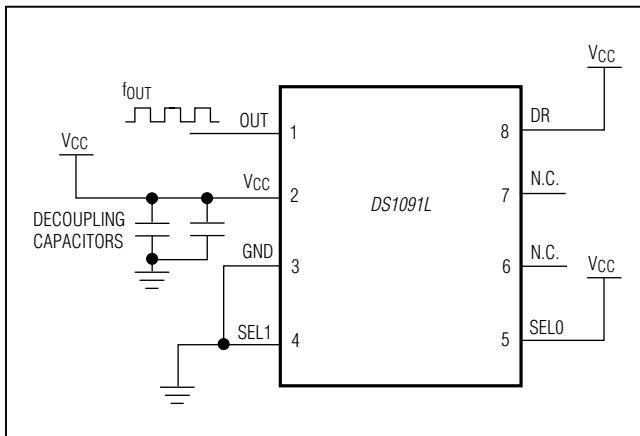 VCC
fOUT
OUT
1
8
DR
VCC
VCC
2
DS1091L
7
N.C.
DECOUPLING
CAPACITORS
GND
3
6
N.C.
VCC
SEL1
4
5
SEL0